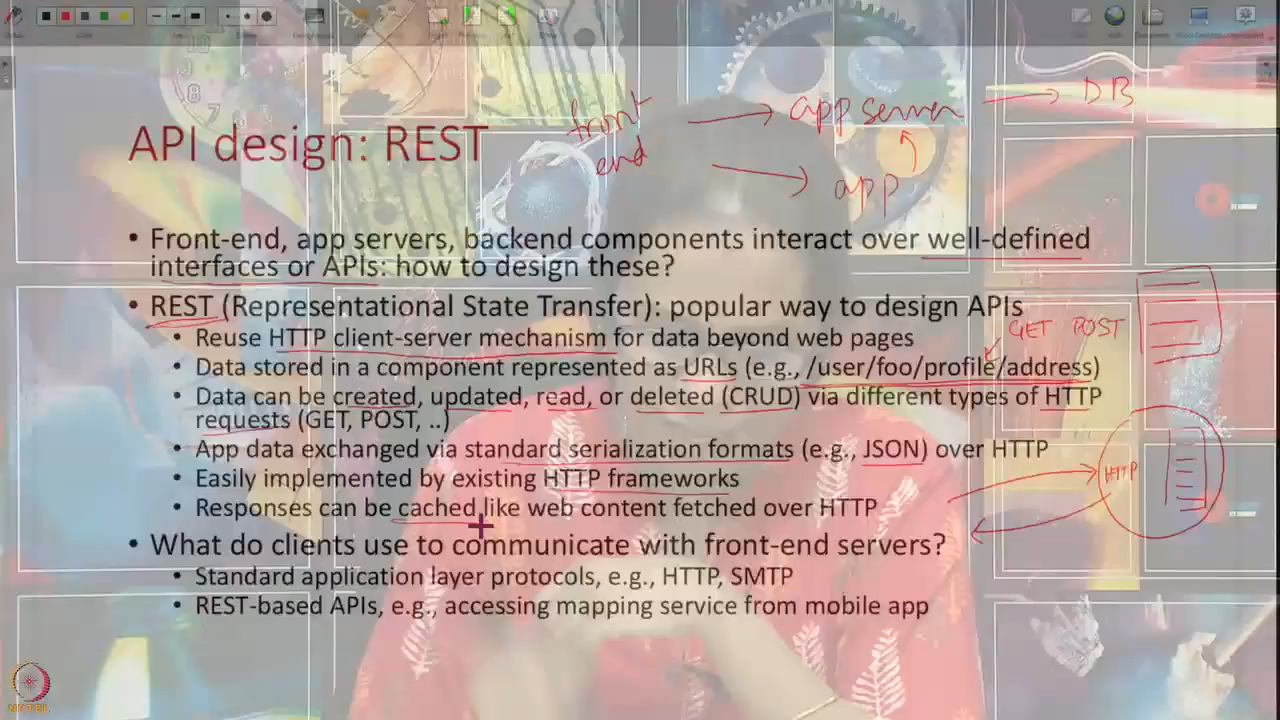 front
end
app server
DB
app
API design: REST
• Front-end, app servers, backend components interact over well-defined
interfaces or APIs: how to design these?
• REST (Representational State Transfer): popular way to design APIs
GET POST
• Reuse HTTP client-server mechanism for data beyond web pages
• Data stored in a component represented as URLs (e.g., /user/foo/profile/address)
• Data can be created, updated, read, or deleted (CRUD) via different types of HTTP
requests (GET, POST, ..)
• App data exchanged via standard serialization formats (e.g., JSON) over HTTP
HTTP
• Easily implemented by existing HTTP frameworks
• Responses can be cached like web content fetched over HTTP
• What do clients use to communicate with front-end servers?
• Standard application layer protocols, e.g., HTTP, SMTP
• REST-based APIs, e.g., accessing mapping service from mobile app
NPTEL